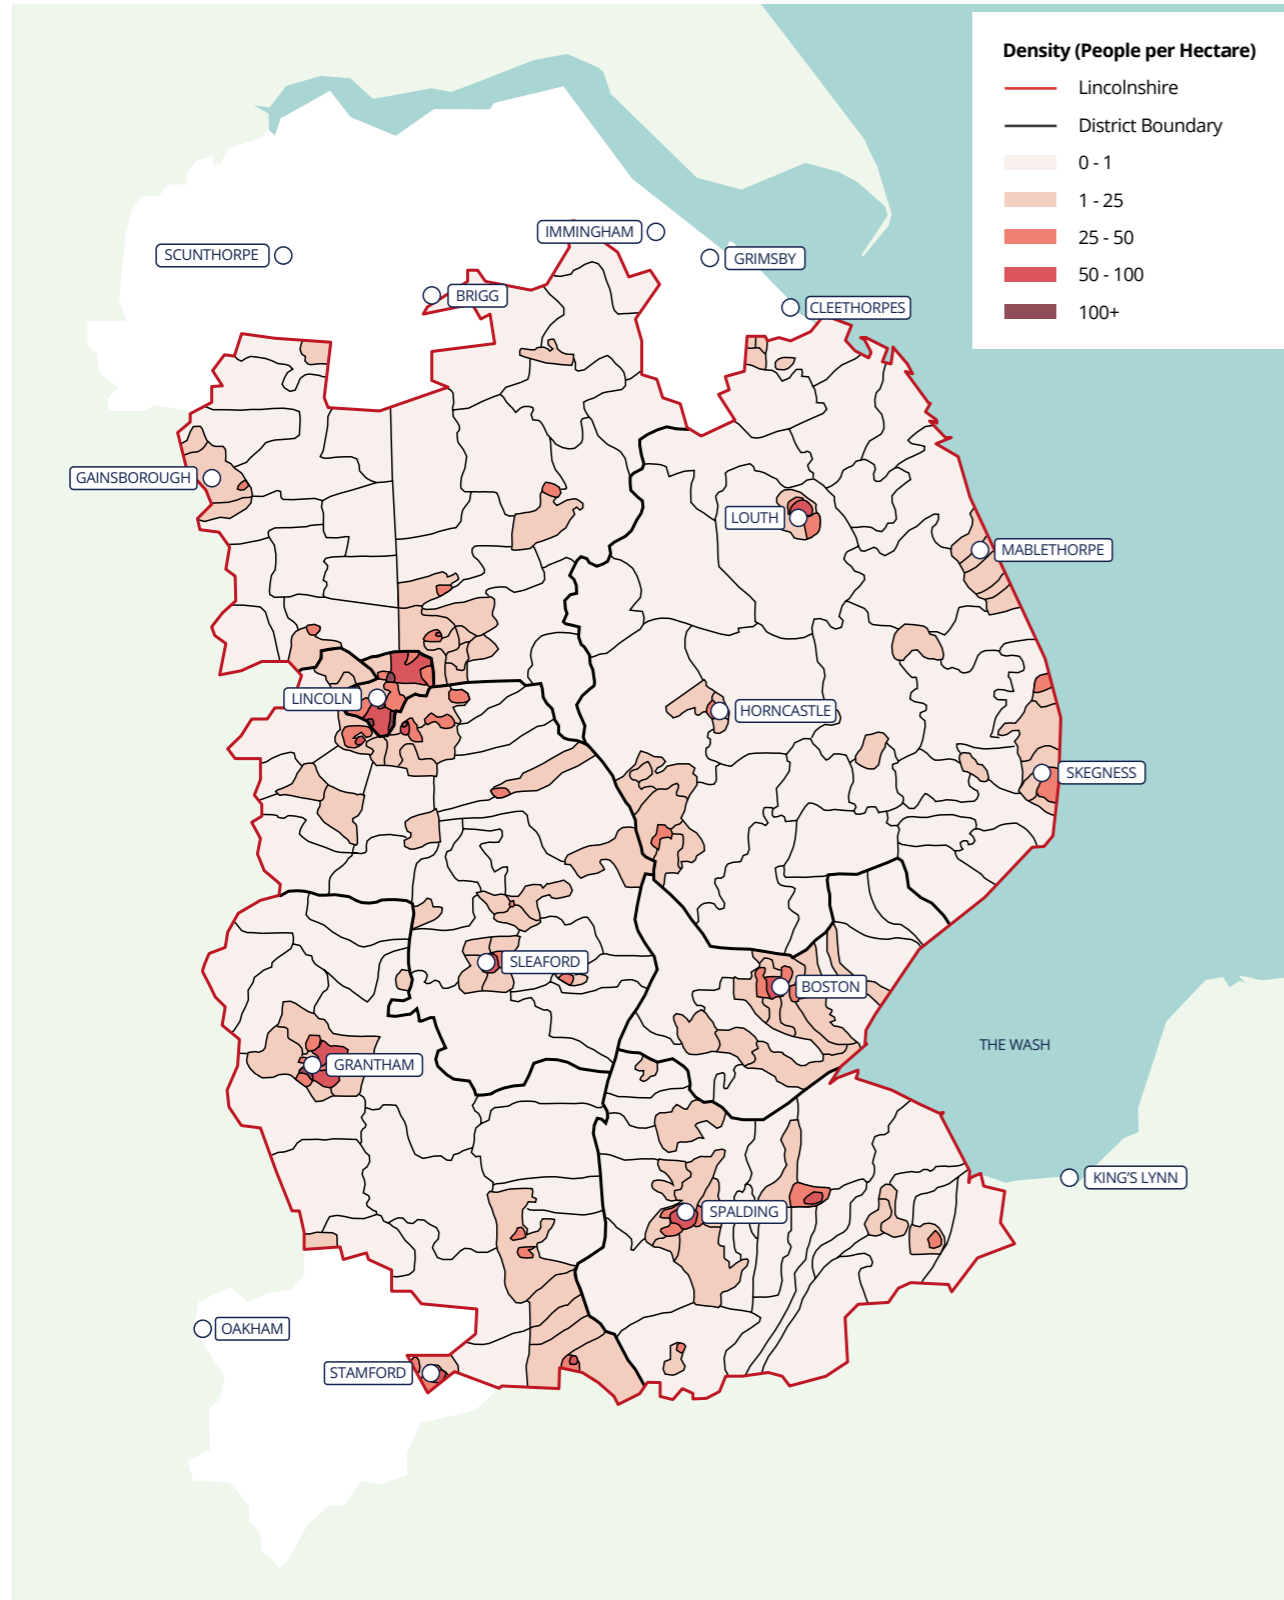 Density (People per Hectare)
Lincolnshire
District Boundary
0 - 1
1 - 25
25 - 50
50 - 100
100+
IMMINGHAM
SCUNTHORPE
GRIMSBY
BRIGG
CLEETHORPES
GAINSBOROUGH
LOUTH
MABLETHORPE
LINCOLN
HORNCASTLE
SKEGNESS
SLEAFORD
BOSTON
THE WASH
GRANTHAM
KING'S LYNN
SPALDING
OAKHAM
STAMFORD